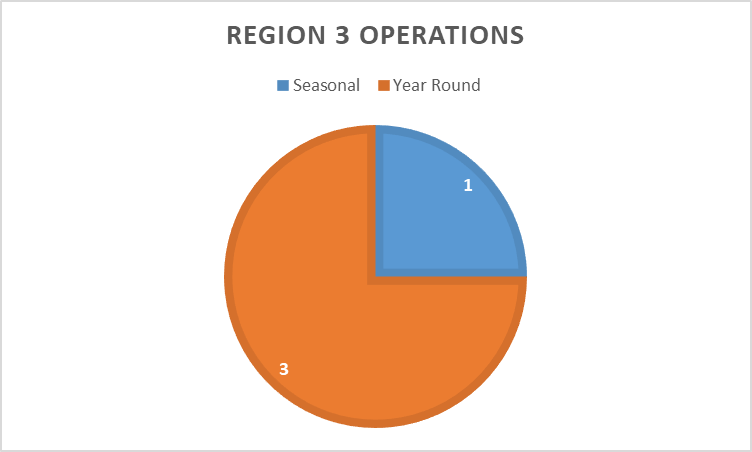 REGION 3 OPERATIONS
Seasonal Year Round
1
3